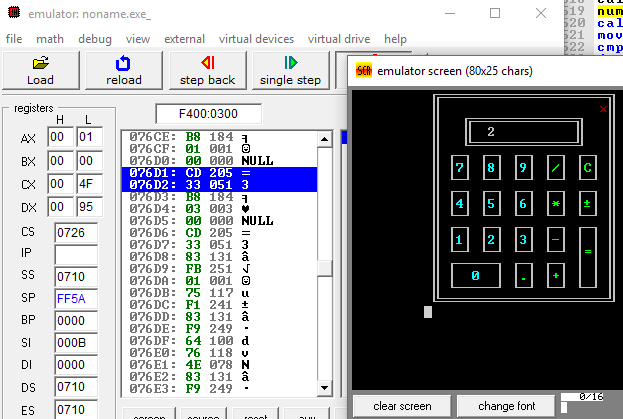 emulator: noname.exe_
file math debug view external virtual devices virtual drive help
Load reload step back single step
registers
F400:0300
H L
AX 00 01
BX 00 00
CX 00 4F
DX 00 95
CS 0726
IP
SS 0710
SP FF5A
BP 0000
SI 000B
DI 0000
DS 0710
ES 0710
076CE: B8 184 ╕
076CF: 01 001 ☺
076D0: 00 000 NULL
076D1: CD 205 =
076D2: 33 051 3
076D3: B8 184 ╕
076D4: 03 003 ♥
076D5: 00 000 NULL
076D6: CD 205 =
076D7: 33 051 3
076D8: 83 131 â
076D9: FB 251 √
076DA: 01 001 ☺
076DB: 75 117 u
076DC: F1 241 ±
076DD: 83 131 â
076DE: F9 249 ·
076DF: 64 100 d
076E0: 76 118 v
076E1: 4E 078 N
076E2: 83 131 â
076E3: F9 249 ·
519 num
520 cal
521 mov
522 cmp
emulator screen (80x25 chars)
x
2
7 8 9 / C
4 5 6 * ±
1 2 3 - =
0 . +
clear screen change font 0/16